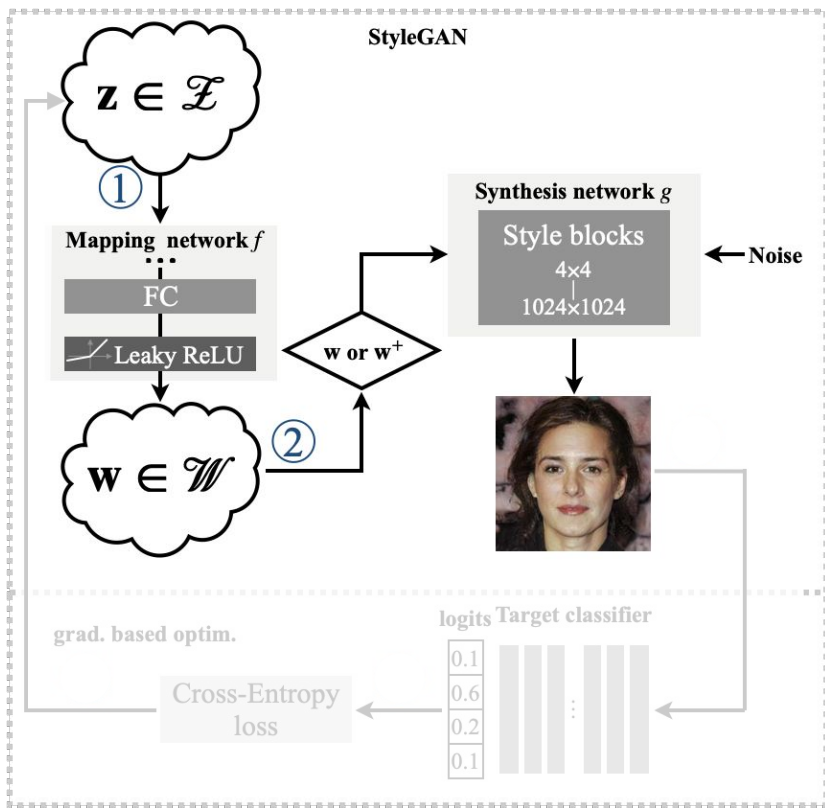 StyleGAN
z ∈ 𝒵
①
Mapping network f
...
FC
Leaky ReLU
w ∈ 𝒲
②
w or w⁺
Synthesis network g
Style blocks
4×4
1024×1024
Noise
grad. based optim.
Cross-Entropy
loss
logits
0.1
0.6
0.2
0.1
Target classifier